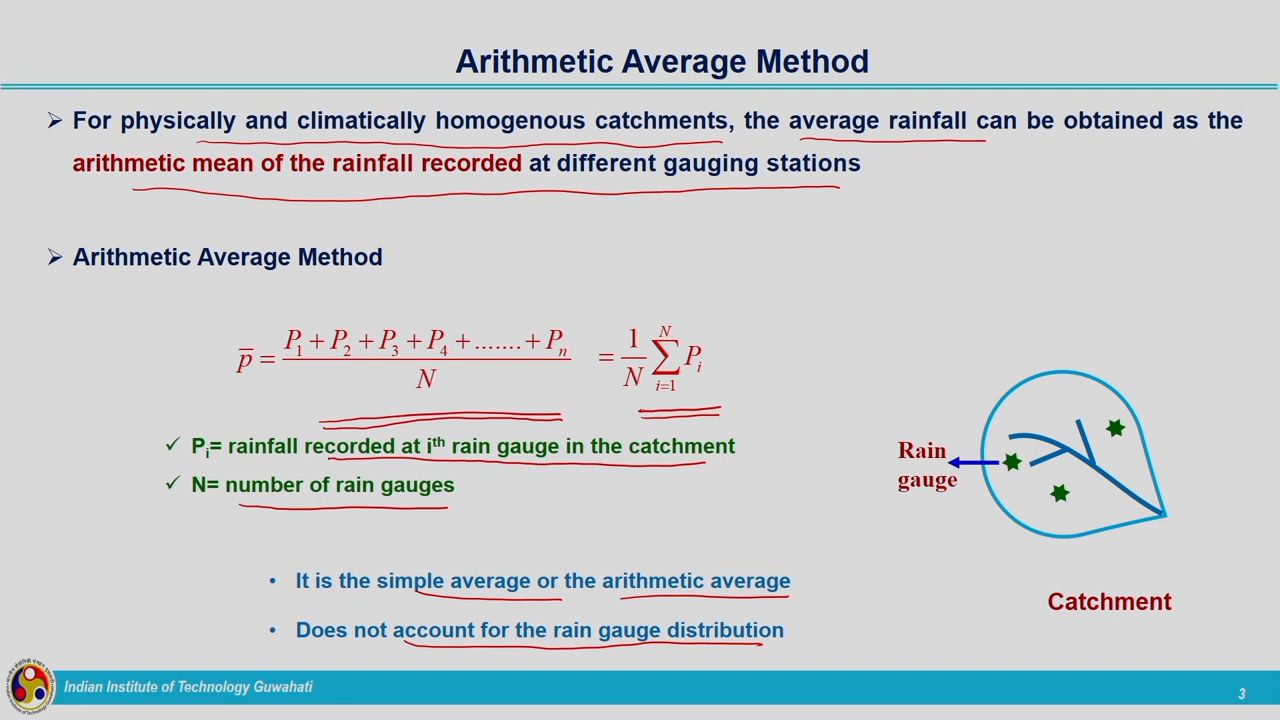 Arithmetic Average Method
➢ For physically and climatically homogenous catchments, the average rainfall can be obtained as the
arithmetic mean of the rainfall recorded at different gauging stations
➢ Arithmetic Average Method
p̅ = (P₁ + P₂ + P₃ + P₄ + ....... + Pₙ) / N = (1/N) ∑_{i=1}^{N} Pᵢ
✓ Pᵢ= rainfall recorded at iᵗʰ rain gauge in the catchment
✓ N= number of rain gauges
Rain
gauge
• It is the simple average or the arithmetic average
• Does not account for the rain gauge distribution
Catchment
Indian Institute of Technology Guwahati
3